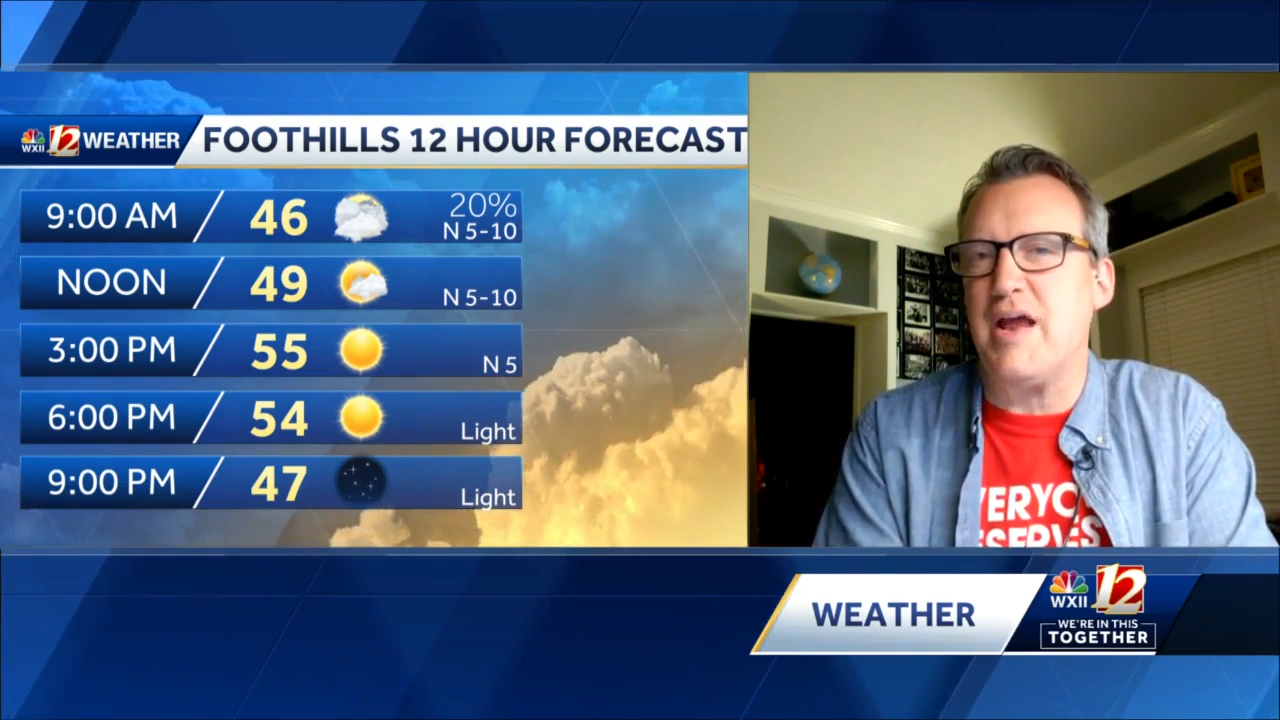 WXII 12 WEATHER
FOOTHILLS 12 HOUR FORECAST
9:00 AM 46 20% N 5-10
NOON 49 N 5-10
3:00 PM 55 N 5
6:00 PM 54 Light
9:00 PM 47 Light
WEATHER
WXII 12
WE'RE IN THIS
TOGETHER